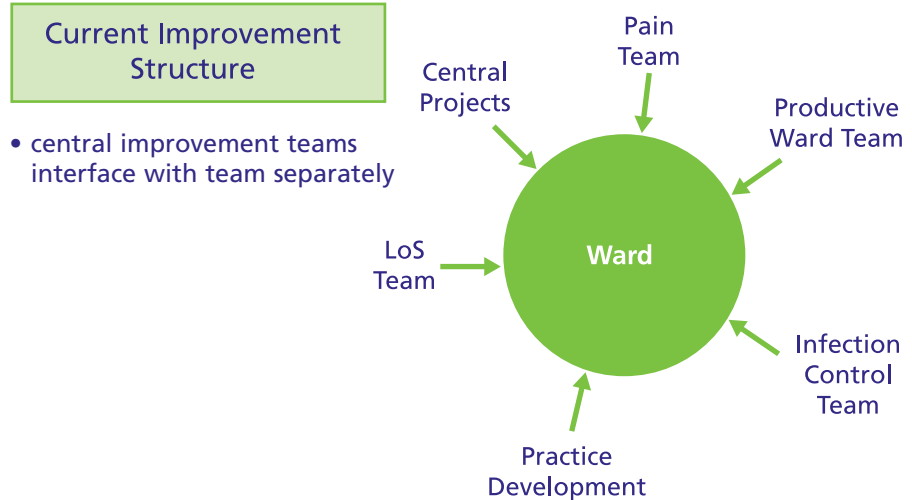 Current Improvement
Structure
• central improvement teams
interface with team separately
Pain
Team
Central
Projects
Productive
Ward Team
LoS
Team
Ward
Infection
Control
Team
Practice
Development